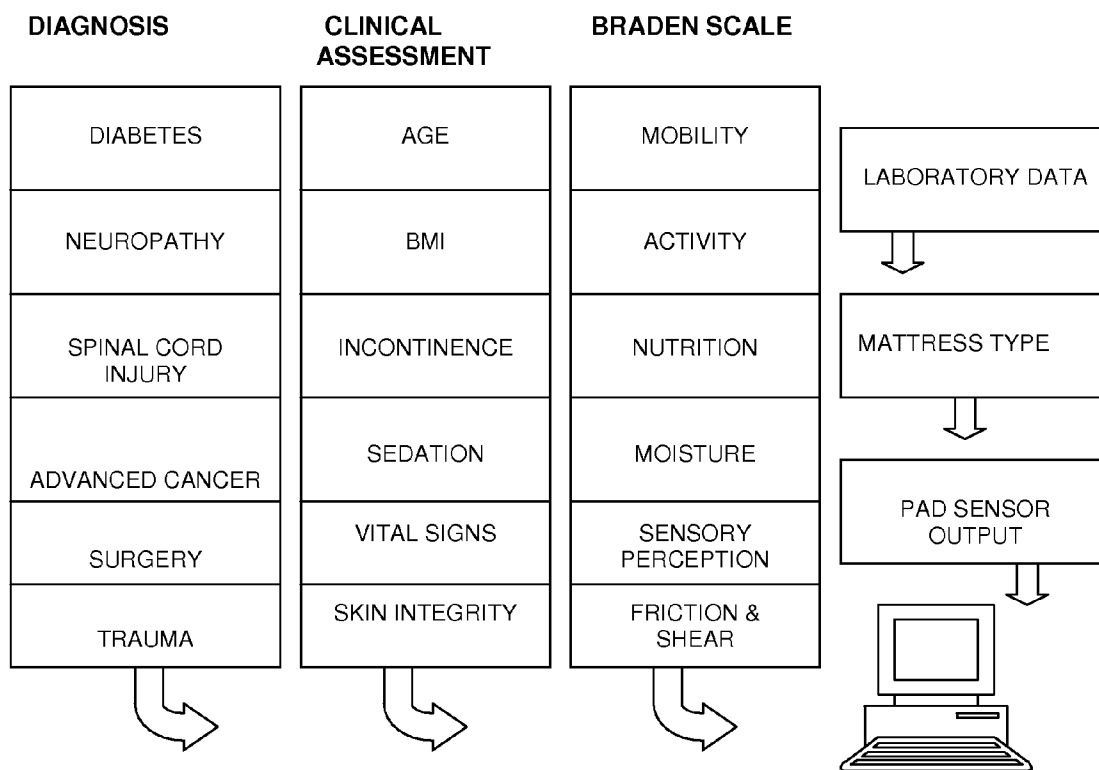 DIAGNOSIS
DIABETES
NEUROPATHY
SPINAL CORD
INJURY
ADVANCED CANCER
SURGERY
TRAUMA
CLINICAL
ASSESSMENT
AGE
BMI
INCONTINENCE
SEDATION
VITAL SIGNS
SKIN INTEGRITY
BRADEN SCALE
MOBILITY
ACTIVITY
NUTRITION
MOISTURE
SENSORY
PERCEPTION
FRICTION &
SHEAR
LABORATORY DATA
MATTRESS TYPE
PAD SENSOR
OUTPUT